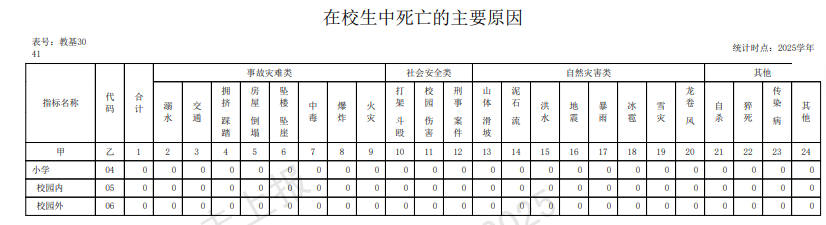 在校生中死亡的主要原因
表号：教基30
41
统计时点：2025学年
指标名称 代码 合计 事故灾难类 社会安全类 自然灾害类 其他
溺水 交通 拥挤踩踏 房屋倒塌 坠楼坠崖 中毒 爆炸 火灾 打架斗殴 校园伤害 刑事案件 山体滑坡 泥石流 洪水 地震 暴雨 冰雹 雪灾 龙卷风 自杀 猝死 传染病 其他
甲 乙 1 2 3 4 5 6 7 8 9 10 11 12 13 14 15 16 17 18 19 20 21 22 23 24
小学 04 0 0 0 0 0 0 0 0 0 0 0 0 0 0 0 0 0 0 0 0 0 0 0 0
校园内 05 0 0 0 0 0 0 0 0 0 0 0 0 0 0 0 0 0 0 0 0 0 0 0 0
校园外 06 0 0 0 0 0 0 0 0 0 0 0 0 0 0 0 0 0 0 0 0 0 0 0 0
上报
2025